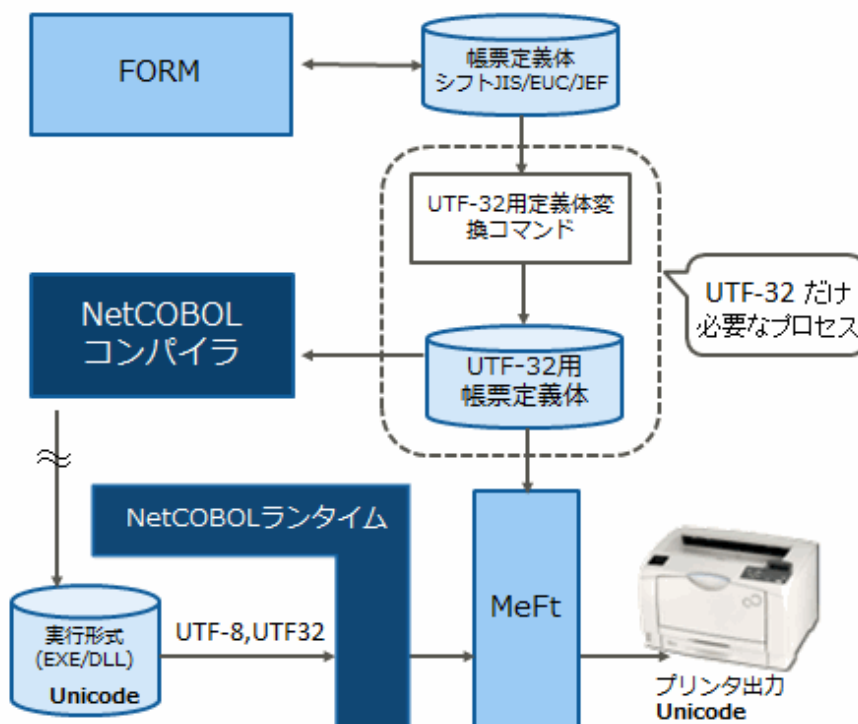 FORM
帳票定義体
シフトJIS/EUC/JEF
UTF-32用定義体変
換コマンド
UTF-32 だけ
必要なプロセス
NetCOBOL
コンパイラ
UTF-32用
帳票定義体
NetCOBOLランタイム
MeFt
実行形式
(EXE/DLL)
Unicode
UTF-8,UTF32
プリンタ出力
Unicode